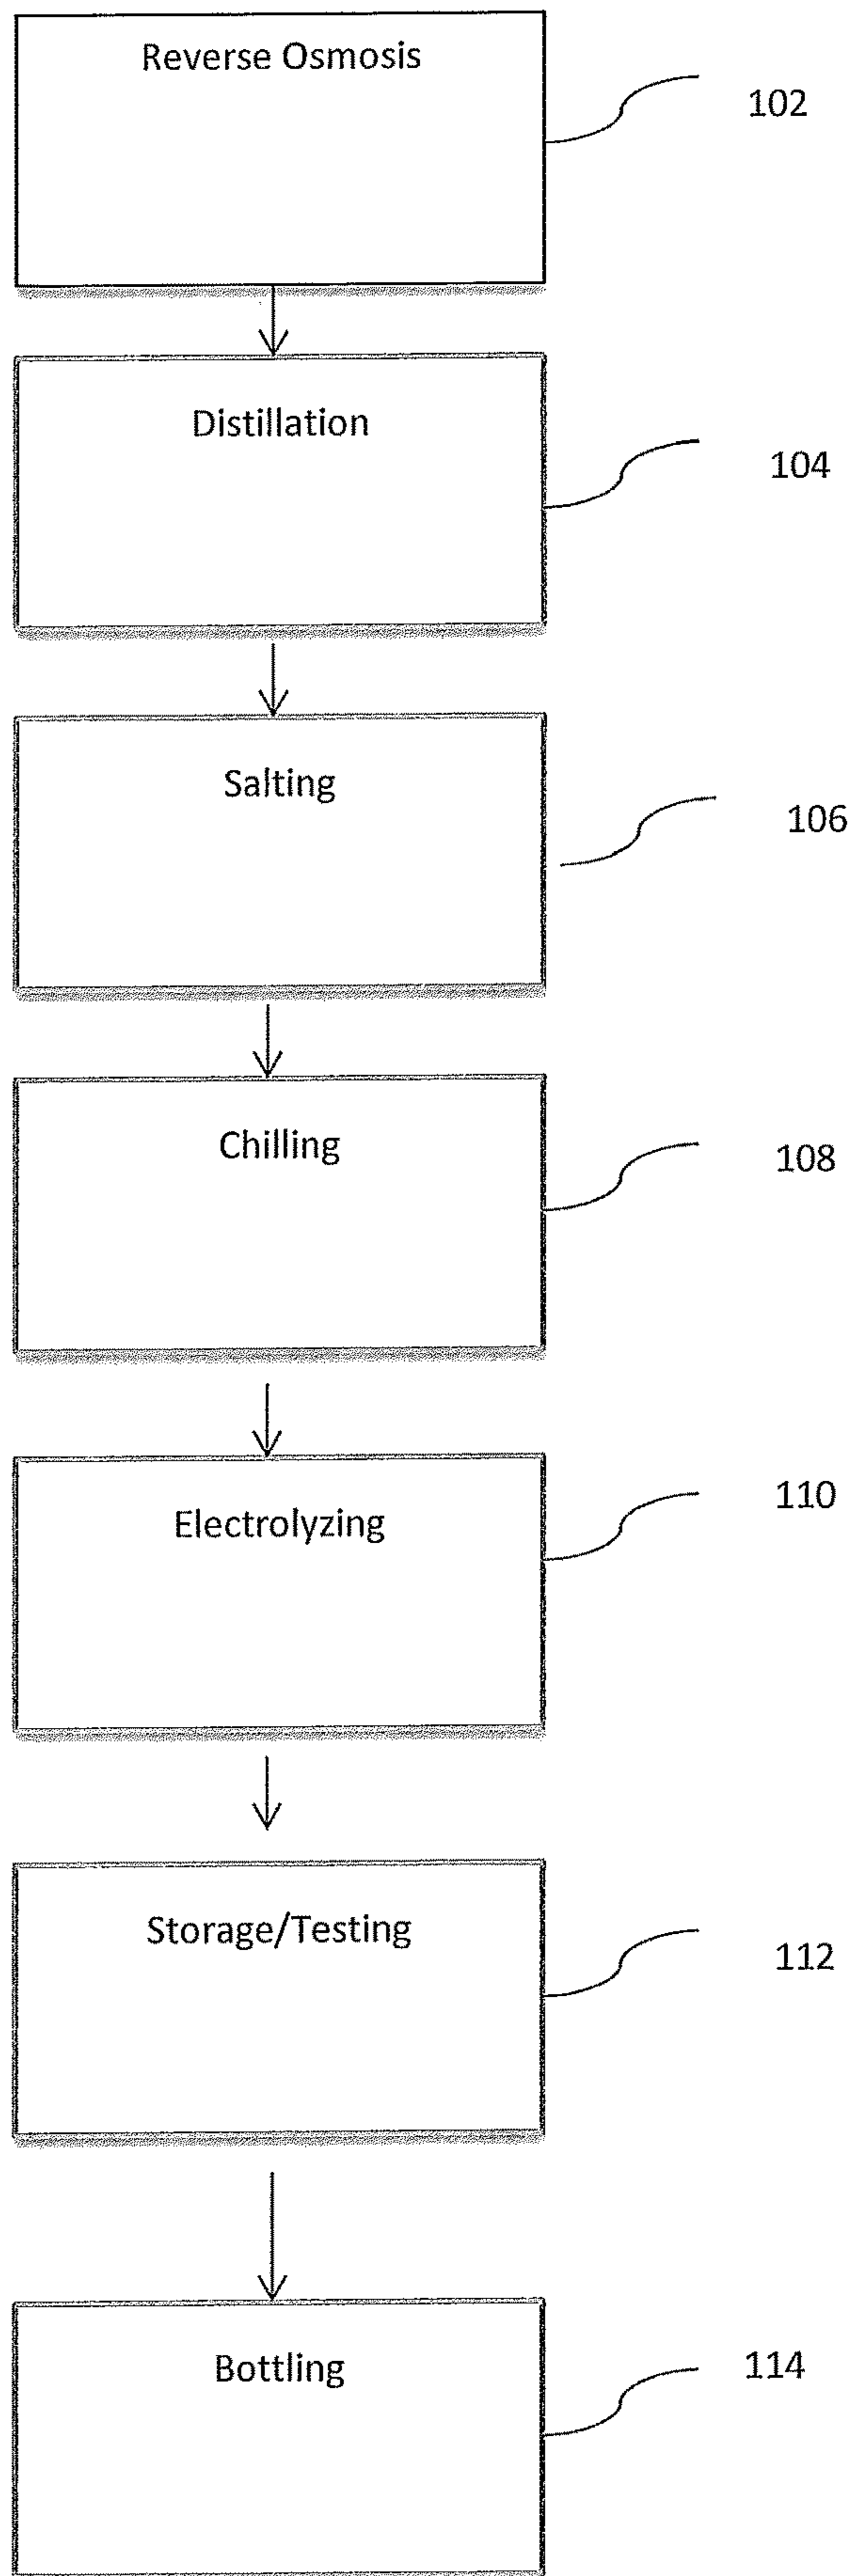 Reverse Osmosis
102
Distillation
104
Salting
106
Chilling
108
Electrolyzing
110
Storage/Testing
112
Bottling
114